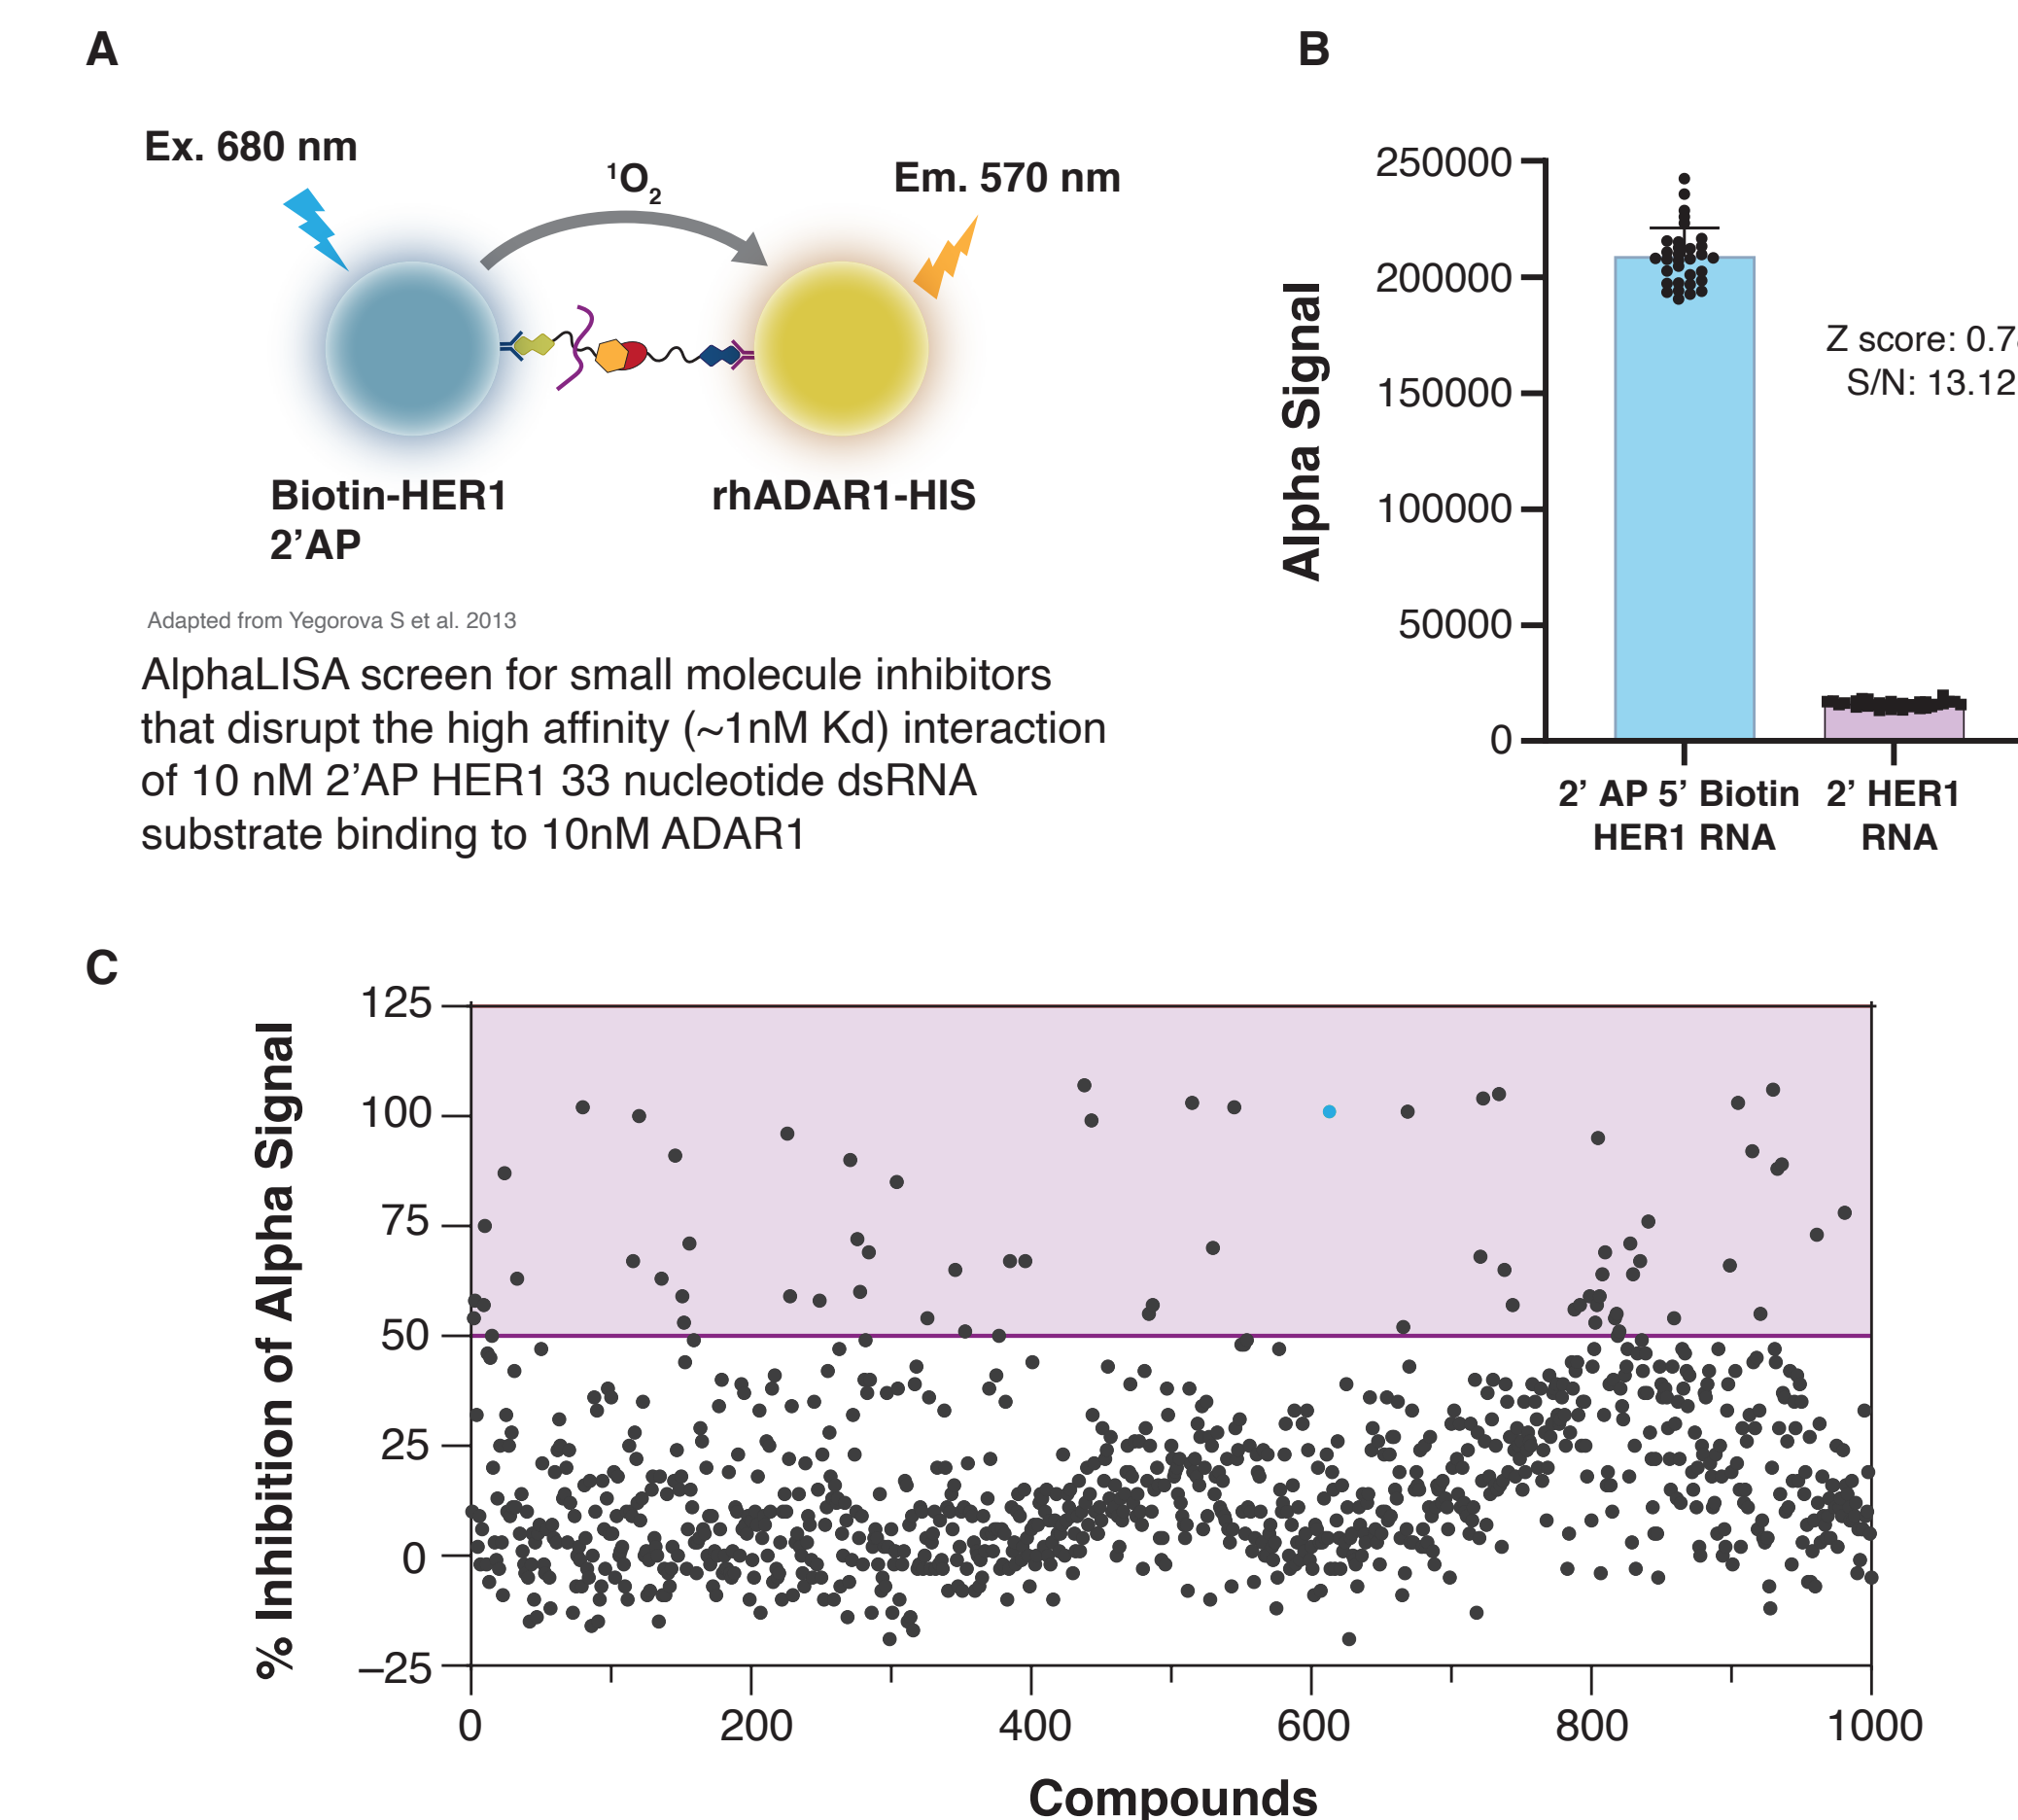 A
Ex. 680 nm
¹O₂
Em. 570 nm
Biotin-HER1
2’AP
rhADAR1-HIS
Adapted from Yegorova S et al. 2013
AlphaLISA screen for small molecule inhibitors
that disrupt the high affinity (~1nM Kd) interaction
of 10 nM 2’AP HER1 33 nucleotide dsRNA
substrate binding to 10nM ADAR1
B
Alpha Signal
250000
200000
150000
100000
50000
0
Z score:
S/N: 13.12
2’ AP 5’ Biotin
HER1 RNA
2’ HER1
RNA
C
% Inhibition of Alpha Signal
125
100
75
50
25
0
–25
0
200
400
600
800
1000
Compounds